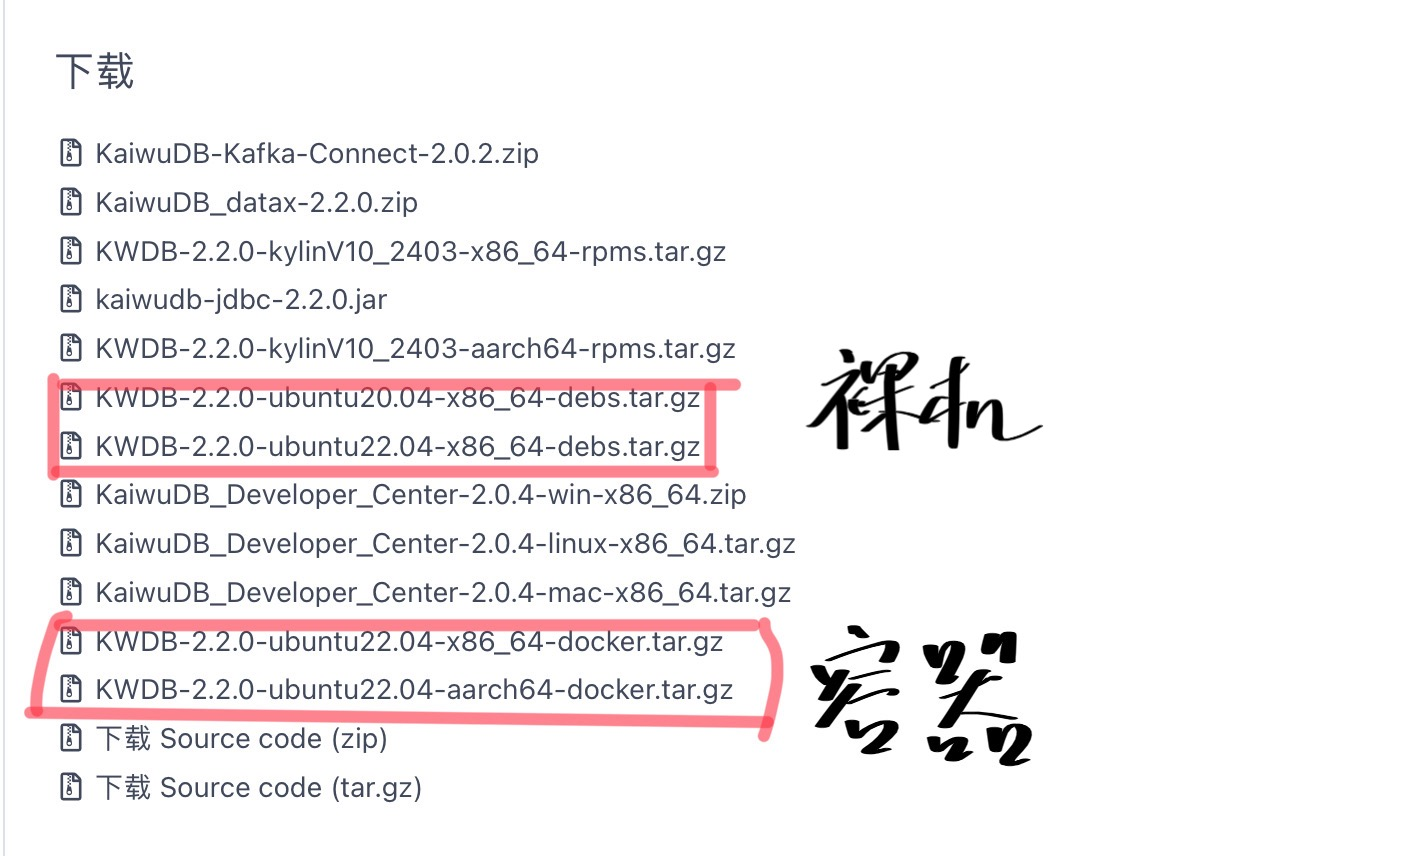 下载
KaiwuDB-Kafka-Connect-2.0.2.zip
KaiwuDB_datax-2.2.0.zip
KWDB-2.2.0-kylinV10_2403-x86_64-rpms.tar.gz
kaiwudb-jdbc-2.2.0.jar
KWDB-2.2.0-kylinV10_2403-aarch64-rpms.tar.gz
KWDB-2.2.0-ubuntu20.04-x86_64-debs.tar.gz
裸机
KWDB-2.2.0-ubuntu22.04-x86_64-debs.tar.gz
KaiwuDB_Developer_Center-2.0.4-win-x86_64.zip
KaiwuDB_Developer_Center-2.0.4-linux-x86_64.tar.gz
KaiwuDB_Developer_Center-2.0.4-mac-x86_64.tar.gz
KWDB-2.2.0-ubuntu22.04-x86_64-docker.tar.gz
容器
KWDB-2.2.0-ubuntu22.04-aarch64-docker.tar.gz
下载 Source code (zip)
下载 Source code (tar.gz)